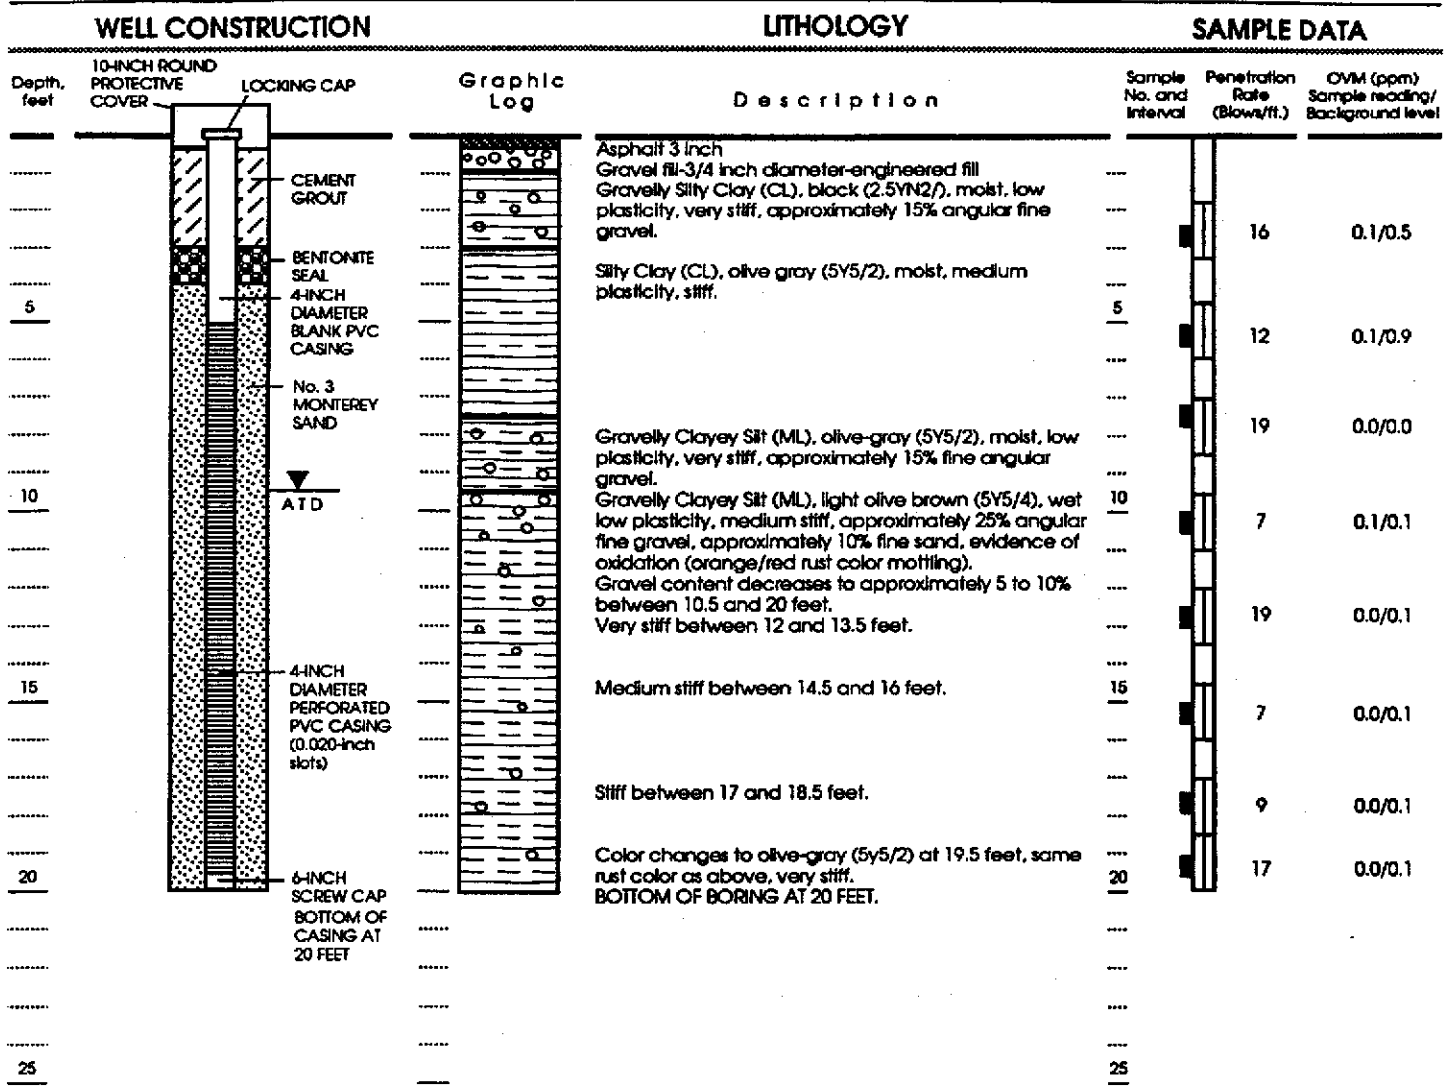 WELL CONSTRUCTION
LITHOLOGY
SAMPLE DATA
Depth,
feet
10-INCH ROUND
PROTECTIVE
COVER
LOCKING CAP
Graphic
Log
Description
Sample
No. and
Interval
Penetration
Rate
(Blows/ft.)
OVM (ppm)
Sample reading/
Background level
CEMENT
GROUT
BENTONITE
SEAL
4-INCH
DIAMETER
BLANK PVC
CASING
No. 3
MONTEREY
SAND
ATD
4-INCH
DIAMETER
PERFORATED
PVC CASING
(0.020-inch
slots)
6-INCH
SCREW CAP
BOTTOM OF
CASING AT
20 FEET
5
10
15
20
25
Asphalt 3 inch
Gravel fill-3/4 inch diameter-engineered fill
Gravelly Silty Clay (CL), black (2.5YN2/), moist, low
plasticity, very stiff, approximately 15% angular fine
gravel.
Silty Clay (CL), olive gray (5Y5/2), moist, medium
plasticity, stiff.
Gravelly Clayey Silt (ML), olive-gray (5Y5/2), moist, low
plasticity, very stiff, approximately 15% fine angular
gravel.
Gravelly Clayey Silt (ML), light olive brown (5Y5/4), wet
low plasticity, medium stiff, approximately 25% angular
fine gravel, approximately 10% fine sand, evidence of
oxidation (orange/red rust color mottling).
Gravel content decreases to approximately 5 to 10%
between 10.5 and 20 feet.
Very stiff between 12 and 13.5 feet.
Medium stiff between 14.5 and 16 feet.
Stiff between 17 and 18.5 feet.
Color changes to olive-gray (5y5/2) at 19.5 feet, same
rust color as above, very stiff.
BOTTOM OF BORING AT 20 FEET.
5
10
15
20
25
16 0.1/0.5
12 0.1/0.9
19 0.0/0.0
7 0.1/0.1
19 0.0/0.1
7 0.0/0.1
9 0.0/0.1
17 0.0/0.1